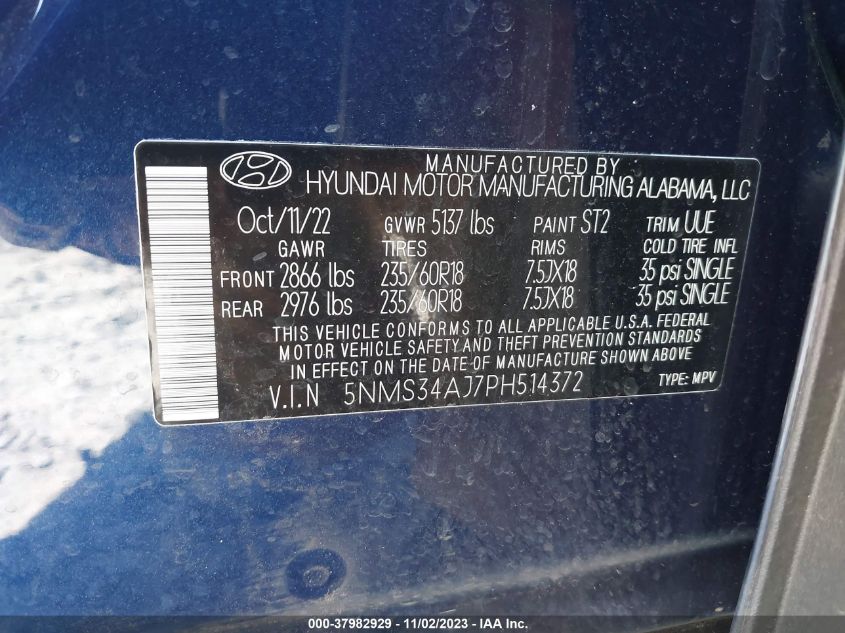 MANUFACTURED BY
HYUNDAI MOTOR MANUFACTURING ALABAMA, LLC
Oct/11/22 GVWR 5137 lbs PAINT ST2 TRIM UUE
GAWR TIRES RIMS COLD TIRE INFL
FRONT 2866 lbs 235/60R18 7.5JX18 35 psi SINGLE
REAR 2976 lbs 235/60R18 7.5JX18 35 psi SINGLE
THIS VEHICLE CONFORMS TO ALL APPLICABLE U.S.A. FEDERAL
MOTOR VEHICLE SAFETY AND THEFT PREVENTION STANDARDS
IN EFFECT ON THE DATE OF MANUFACTURE SHOWN ABOVE
V.I.N 5NMS34AJ7PH514372 TYPE: MPV
000-37982929 - 11/02/2023 - IAAI.com